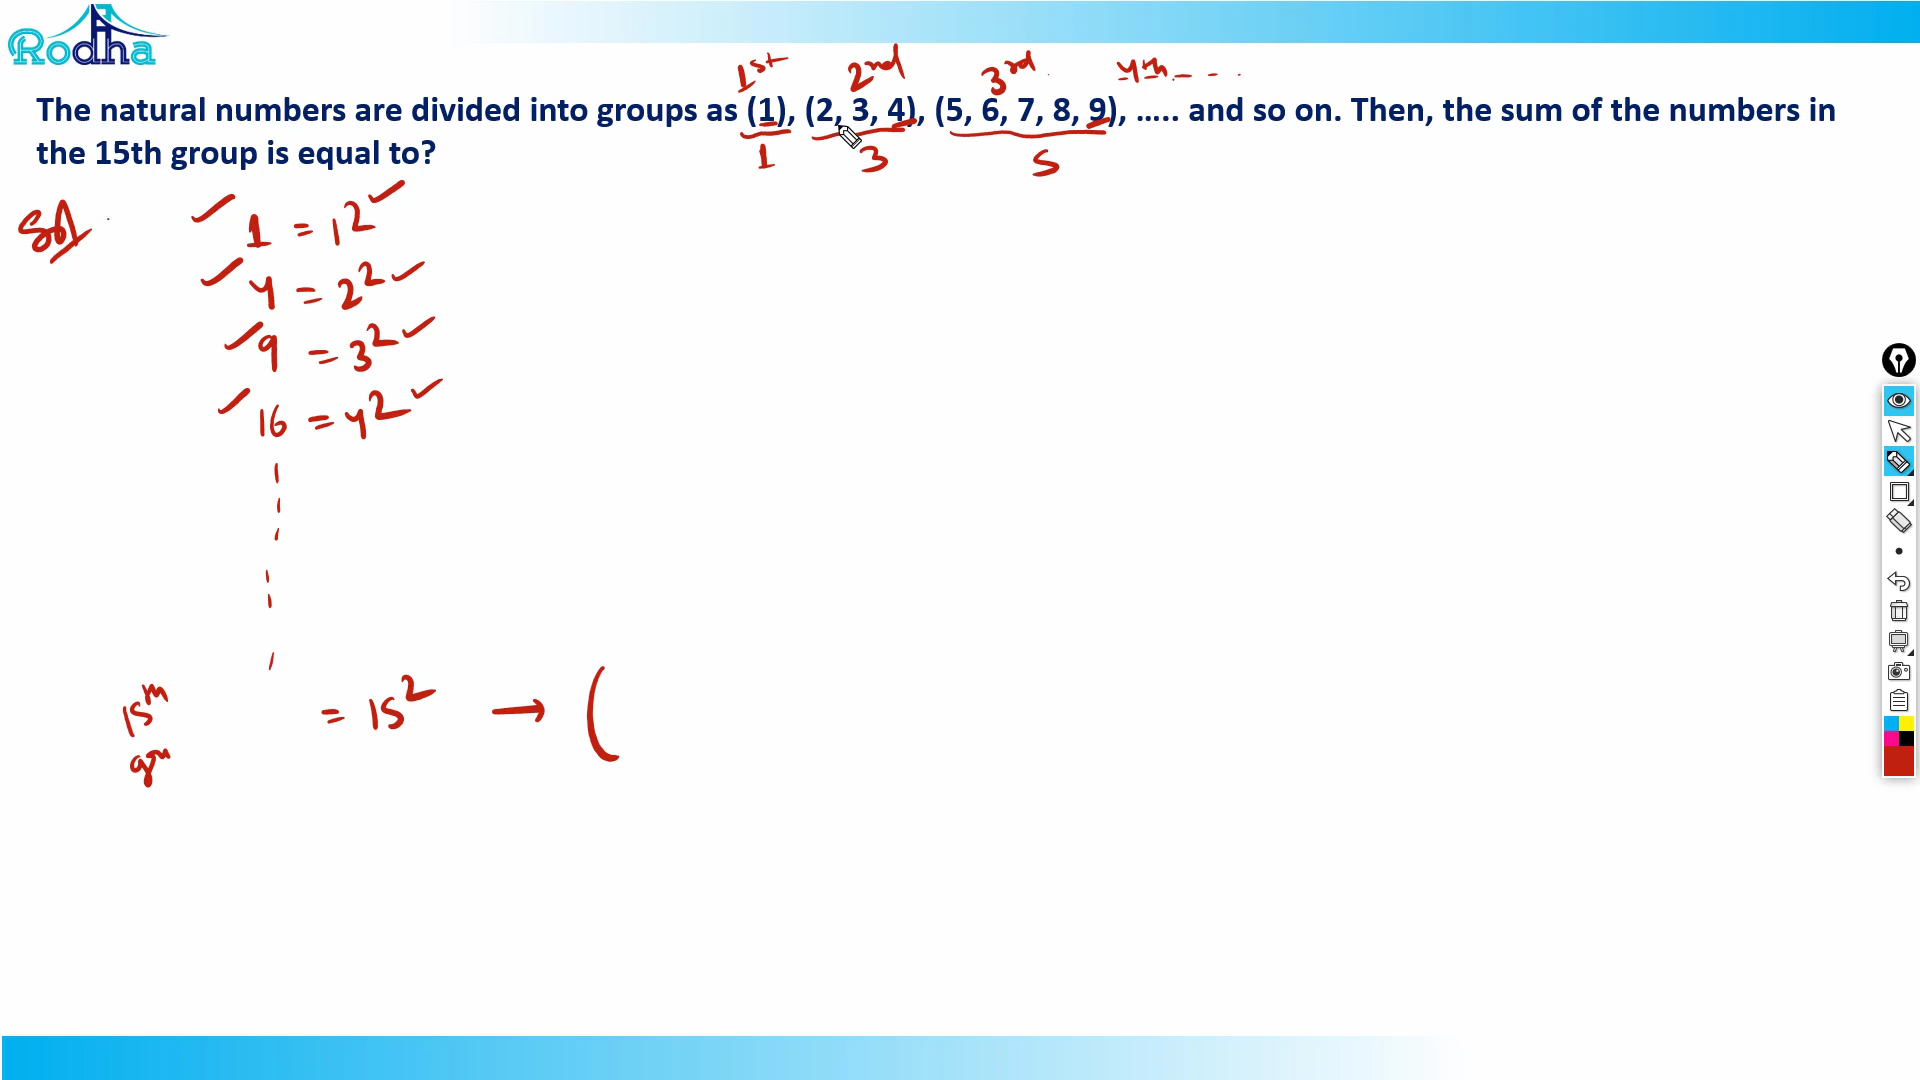 Rodha
1st 2nd 3rd 4th - - -
The natural numbers are divided into groups as (1), (2, 3, 4), (5, 6, 7, 8, 9), ..... and so on. Then, the sum of the numbers in
the 15th group is equal to?
1 3 5
Sol
1 = 1²
4 = 2²
9 = 3²
16 = 4²
15th = 15² → (